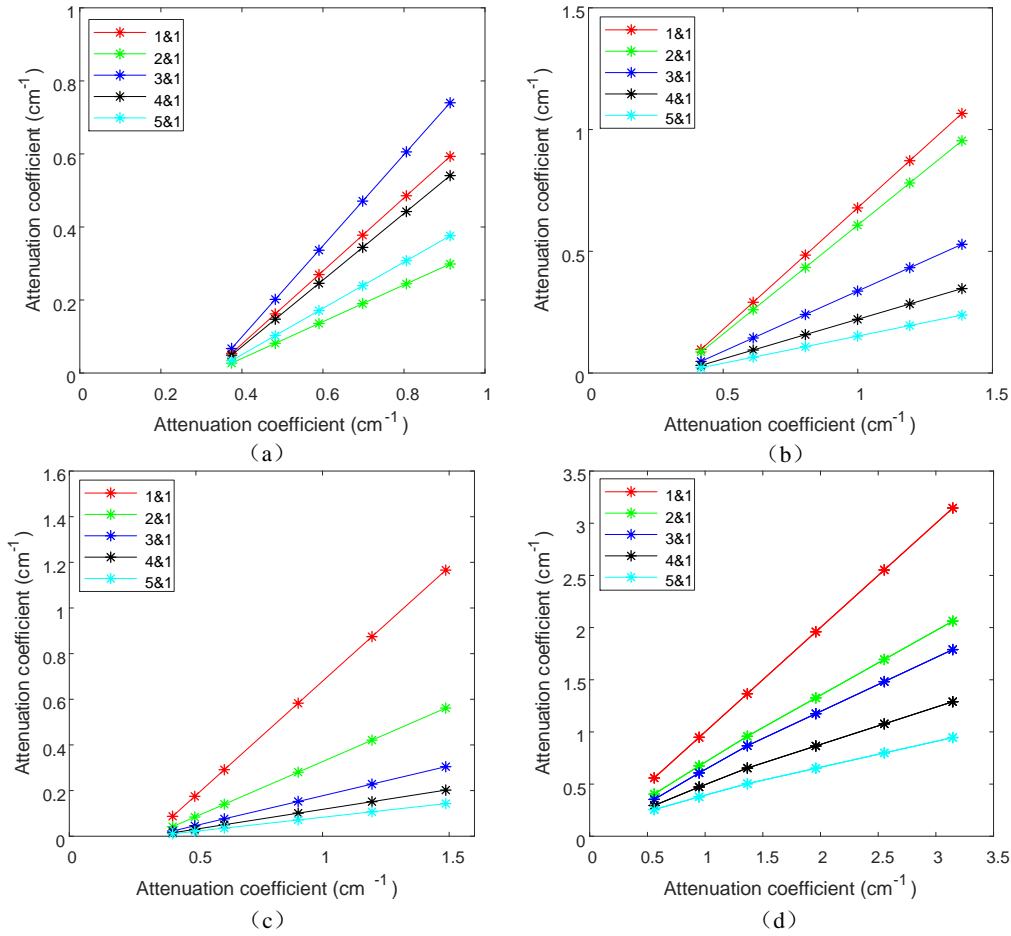 1
0.8
0.6
0.4
0.2
0
Attenuation coefficient (cm-1 )
1&1
2&1
3&1
4&1
5&1
0 0.2 0.4 0.6 0.8 1
Attenuation coefficient (cm-1 )
(a)
1.5
1
0.5
0
Attenuation coefficient (cm-1 )
1&1
2&1
3&1
4&1
5&1
0 0.5 1 1.5
Attenuation coefficient (cm-1 )
(b)
1.6
1.4
1.2
1
0.8
0.6
0.4
0.2
0
Attenuation coefficient (cm-1 )
1&1
2&1
3&1
4&1
5&1
0 0.5 1 1.5
Attenuation coefficient (cm -1 )
(c)
3.5
3
2.5
2
1.5
1
0.5
0
Attenuation coefficient (cm-1 )
1&1
2&1
3&1
4&1
5&1
0 0.5 1 1.5 2 2.5 3 3.5
Attenuation coefficient (cm-1 )
(d)